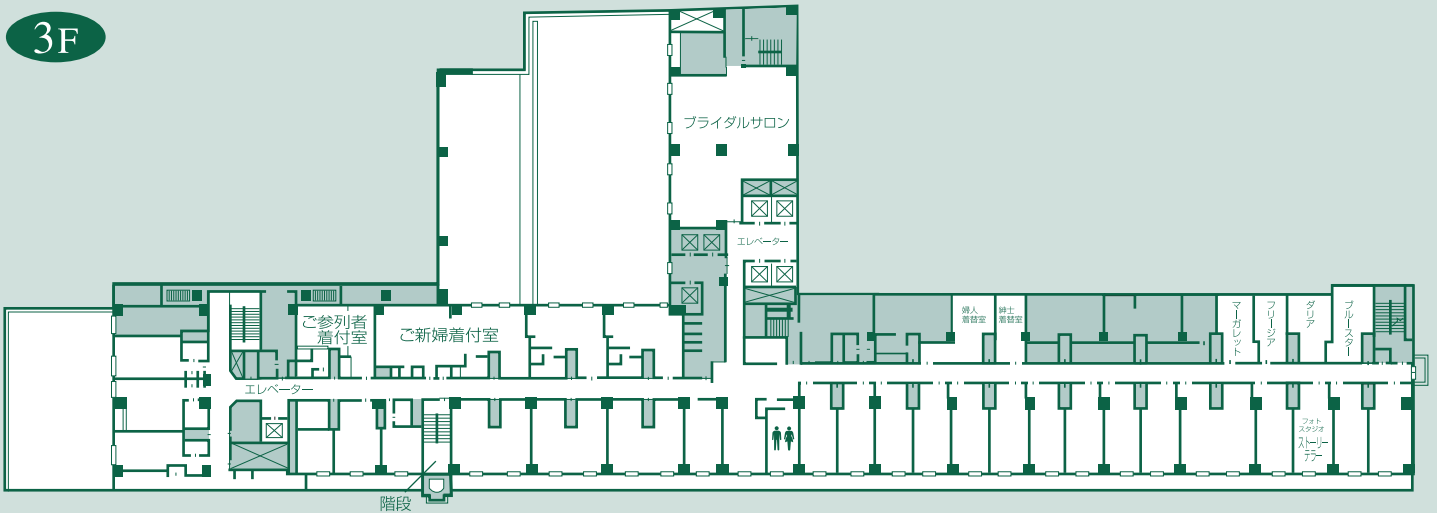 3F
ブライダルサロン
エレベーター
ご参列者
着付室
ご新婦着付室
婦人
着替室
紳士
着替室
マーガレット
フリージア
ダリア
ブルースター
エレベーター
フォト
スタジオ
ストーリー
テラー
階段